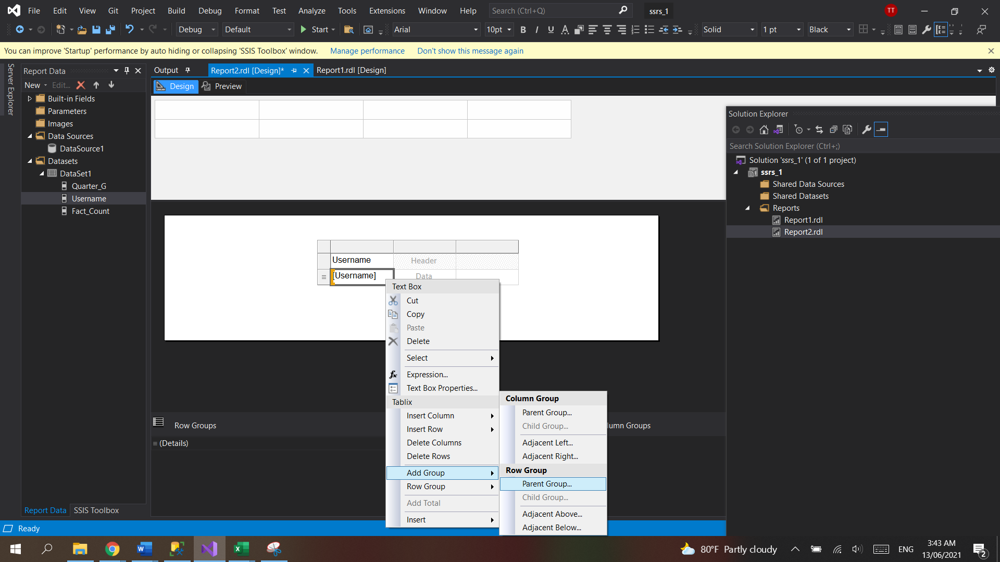 File Edit View Git Project Build Debug Format Test Analyze Tools Extensions Window Help Search (Ctrl+Q) ssrs_1 TT
Debug Default Start Arial 10pt B I U A Solid 1 pt Black
You can improve 'Startup' performance by auto hiding or collapsing 'SSIS Toolbox' window. Manage performance Don't show this message again
Server Explorer
Report Data
New Edit...
Built-in Fields
Parameters
Images
Data Sources
DataSource1
Datasets
DataSet1
Quarter_G
Username
Fact_Count
Report Data SSIS Toolbox
Output Report2.rdl [Design]* Report1.rdl [Design]
Design Preview
Username Header
[Username] Data
Text Box
Cut
Copy
Paste
Delete
Select
fx Expression...
Text Box Properties...
Tablix
Insert Column
Insert Row
Delete Columns
Delete Rows
Add Group
Row Group
Add Total
Insert
Column Group
Parent Group...
Child Group...
Adjacent Left...
Adjacent Right...
Row Group
Parent Group...
Child Group...
Adjacent Above...
Adjacent Below...
Row Groups
(Details)
lumn Groups
Solution Explorer
Search Solution Explorer (Ctrl+;)
Solution 'ssrs_1' (1 of 1 project)
ssrs_1
Shared Data Sources
Shared Datasets
Reports
Report1.rdl
Report2.rdl
Ready
80°F Partly cloudy ENG 3:43 AM
13/06/2021
2